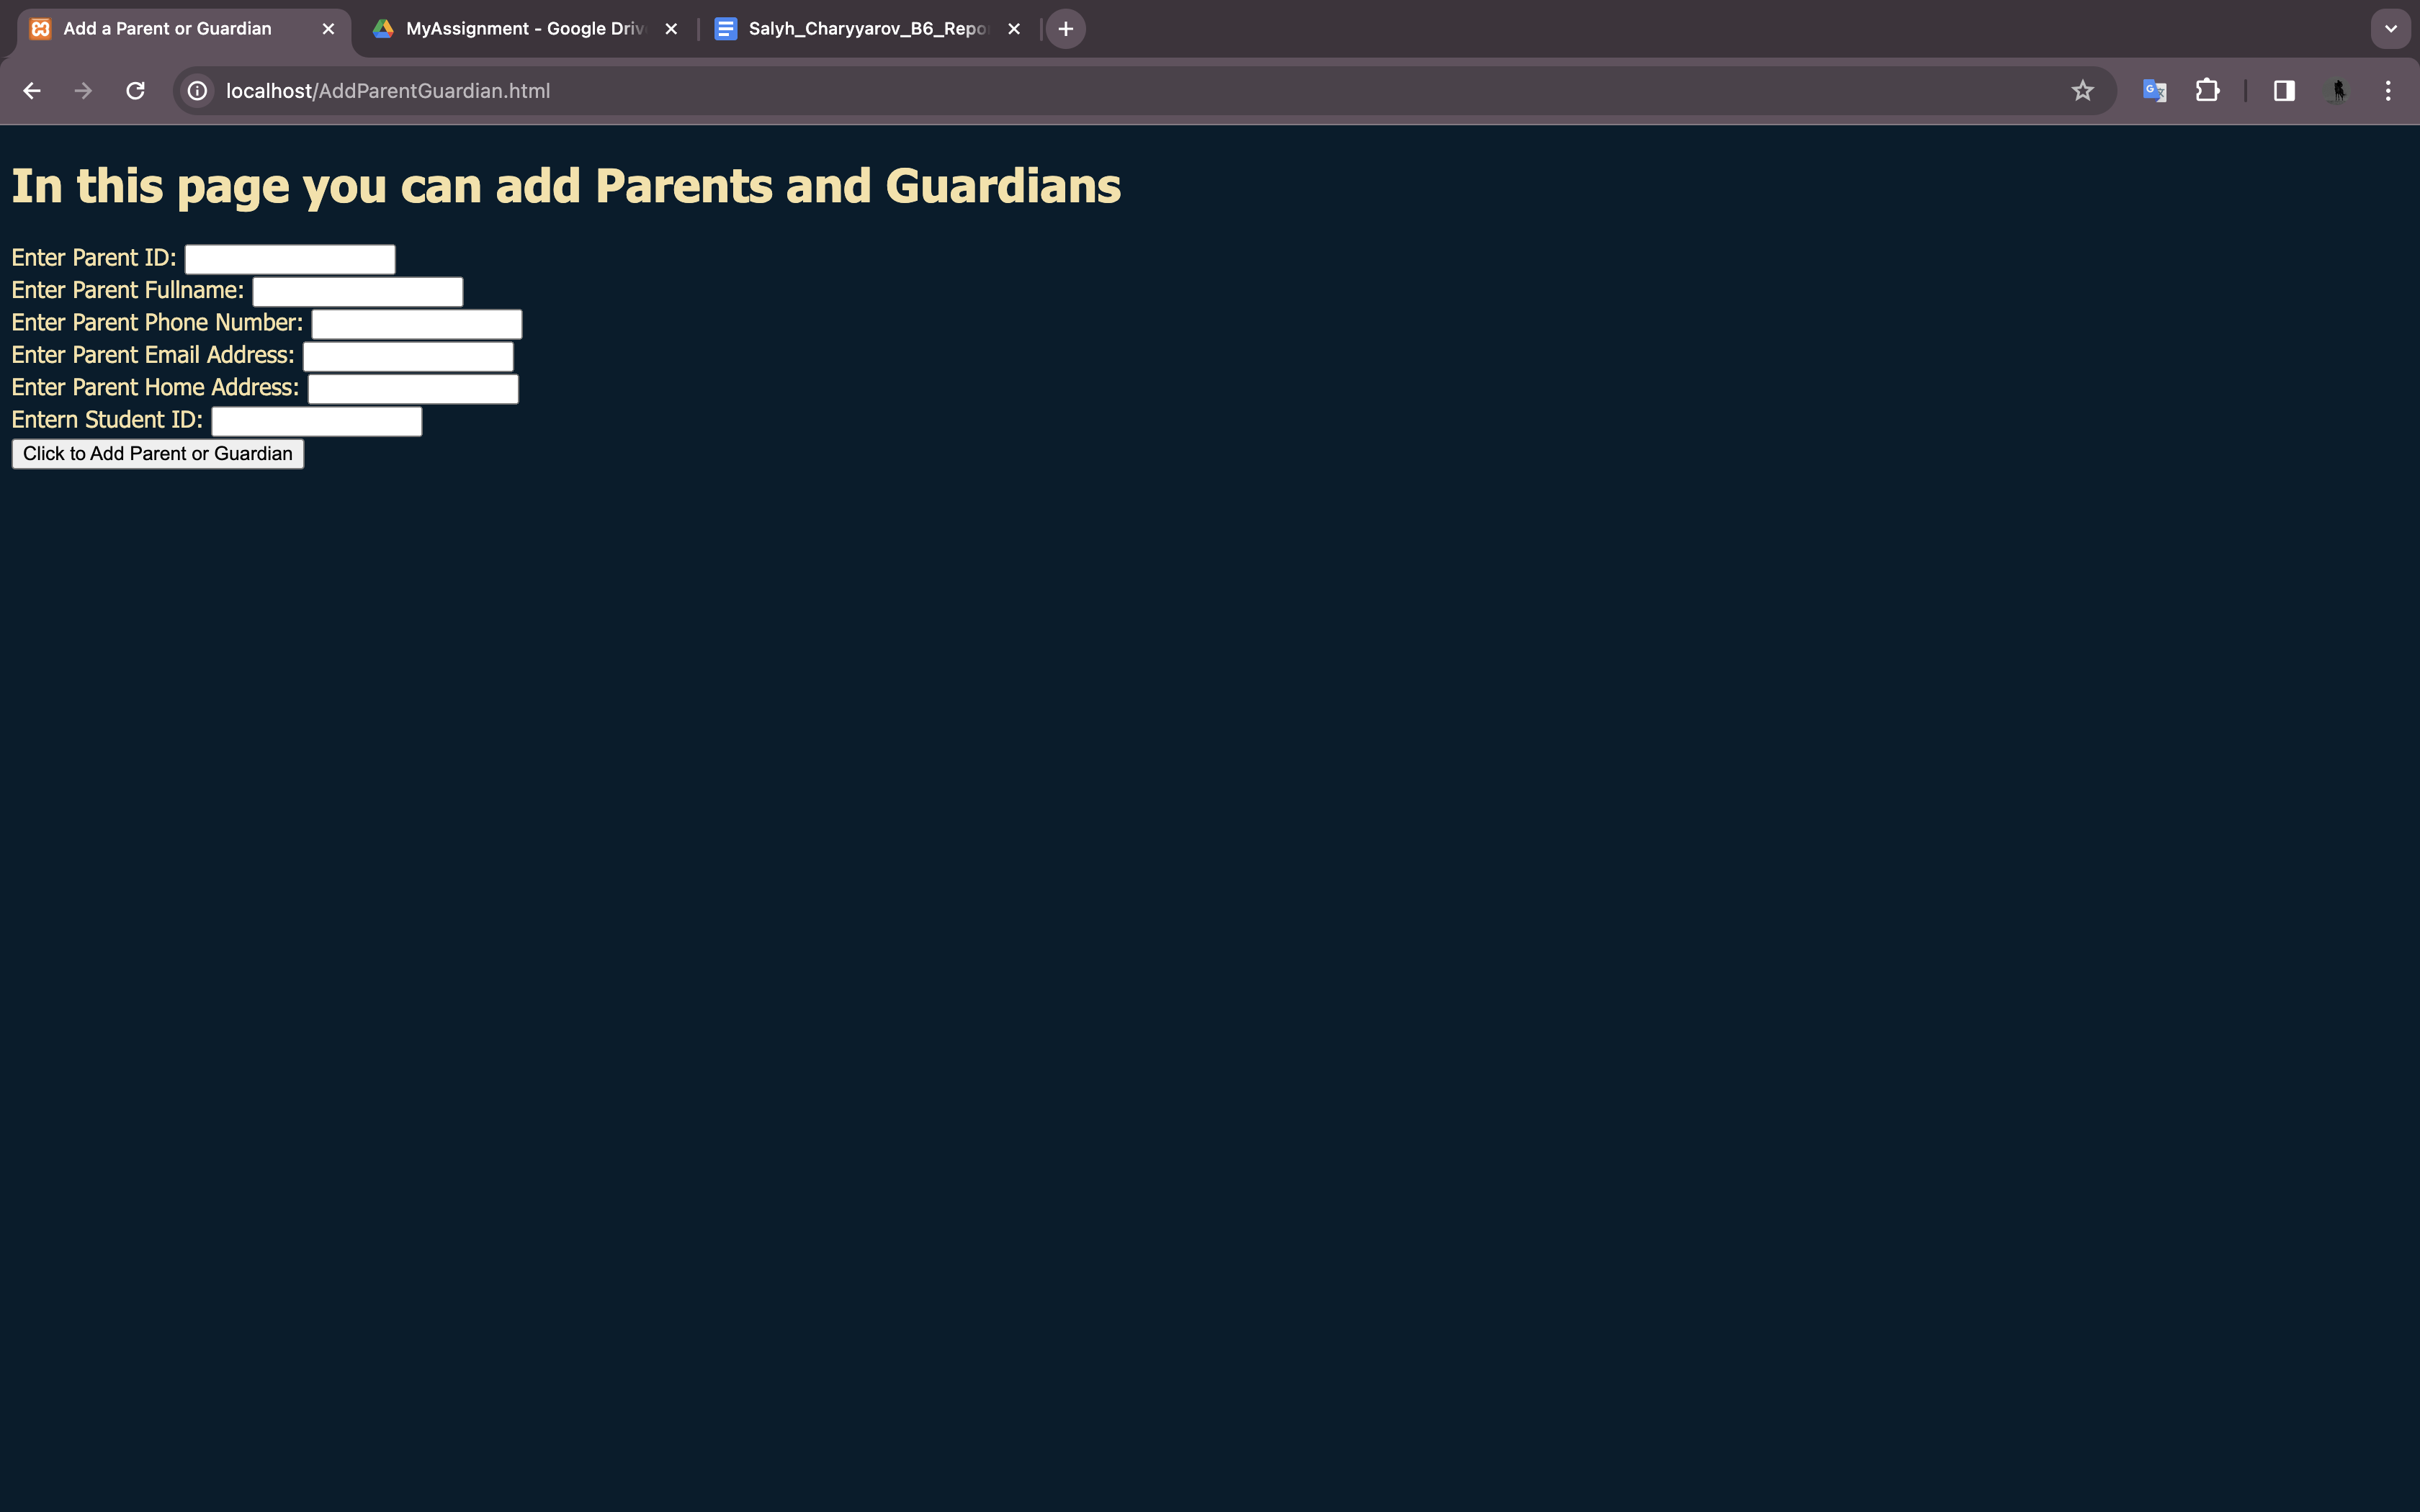 Add a Parent or Guardian
MyAssignment - Google Driv
Salyh_Charyyarov_B6_Repo
localhost/AddParentGuardian.html
In this page you can add Parents and Guardians
Enter Parent ID:
Enter Parent Fullname:
Enter Parent Phone Number:
Enter Parent Email Address:
Enter Parent Home Address:
Entern Student ID:
Click to Add Parent or Guardian